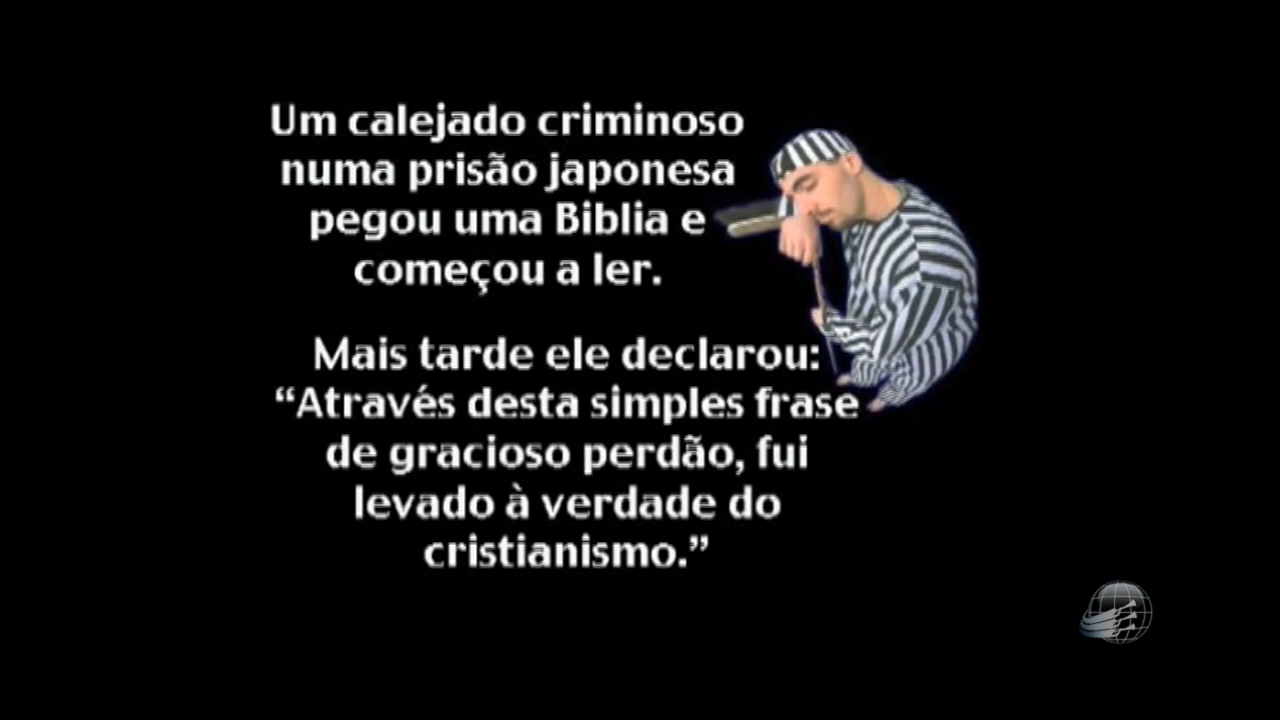 Um calejado criminoso
numa prisão japonesa
pegou uma Biblia e
começou a ler.
Mais tarde ele declarou:
“Através desta simples frase
de gracioso perdão, fui
levado à verdade do
cristianismo.”